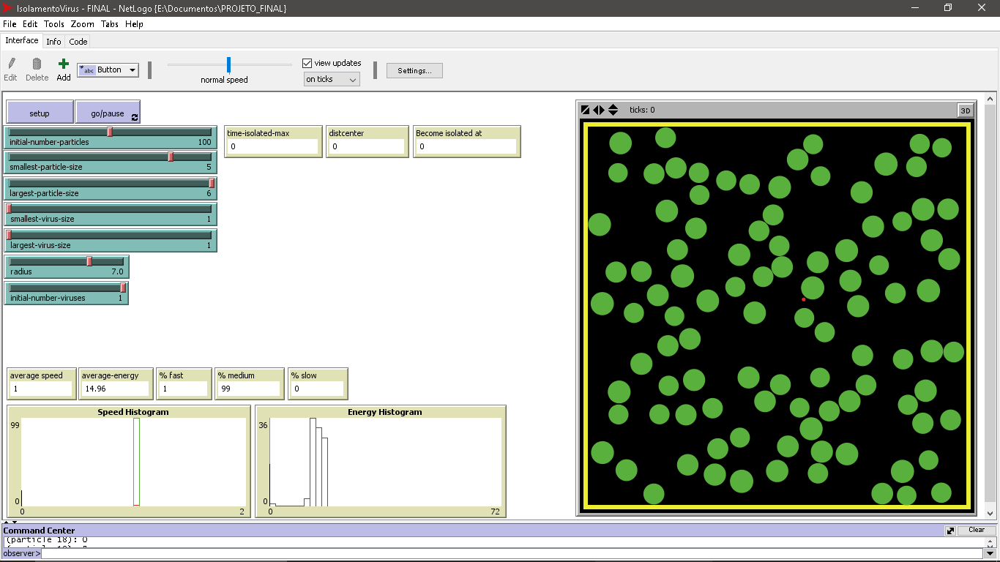 IsolamentoVirus - FINAL - NetLogo {E:\Documentos\PROJETO_FINAL}
File Edit Tools Zoom Tabs Help
Interface Info Code
Edit Delete Add abc Button normal speed view updates on ticks Settings...
setup go/pause
ticks: 0 3D
initial-number-particles 100
smallest-particle-size 5
largest-particle-size 6
smallest-virus-size 1
largest-virus-size 1
radius 7.0
initial-number-viruses 1
time-isolated-max
0
distcenter
0
Become isolated at
0
average speed
1
average-energy
14.96
% fast
1
% medium
99
% slow
0
Speed Histogram
99
0
0 2
Energy Histogram
36
0
0 72
Command Center Clear
(particle 18): 0
observer>